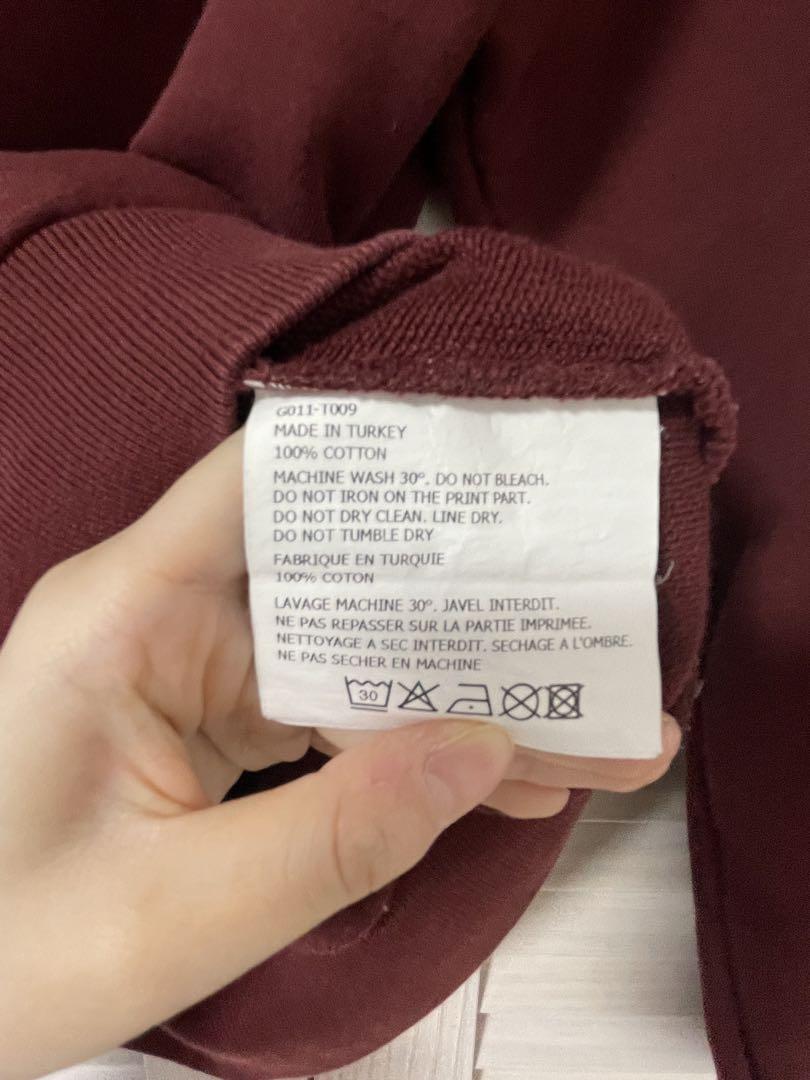 G011-T009
MADE IN TURKEY
100% COTTON
MACHINE WASH 30°. DO NOT BLEACH.
DO NOT IRON ON THE PRINT PART.
DO NOT DRY CLEAN. LINE DRY.
DO NOT TUMBLE DRY
FABRIQUE EN TURQUIE
100% COTON
LAVAGE MACHINE 30°. JAVEL INTERDIT.
NE PAS REPASSER SUR LA PARTIE IMPRIMEE.
NETTOYAGE A SEC INTERDIT. SECHAGE A L'OMBRE.
NE PAS SECHER EN MACHINE
30